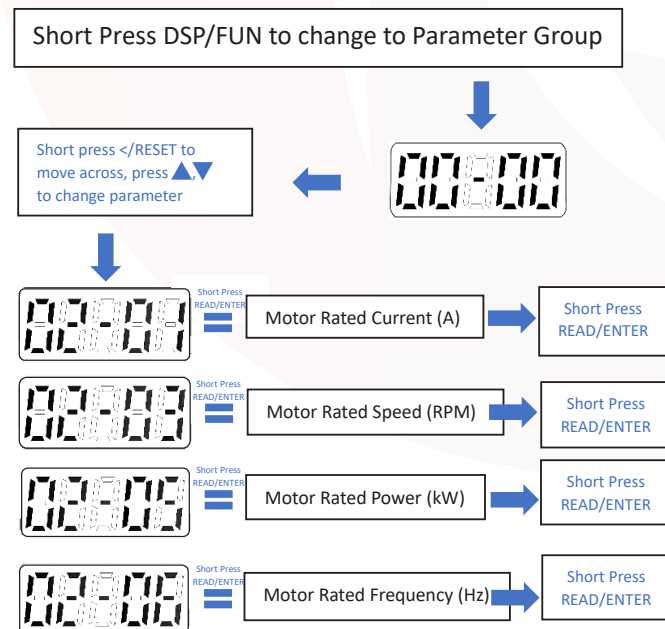 Short Press DSP/FUN to change to Parameter Group
00-00
Short press </RESET to
move across, press ▲,▼
to change parameter
02-01
Short Press
READ/ENTER
Motor Rated Current (A)
Short Press
READ/ENTER
02-03
Short Press
READ/ENTER
Motor Rated Speed (RPM)
Short Press
READ/ENTER
02-05
Short Press
READ/ENTER
Motor Rated Power (kW)
Short Press
READ/ENTER
02-06
Short Press
READ/ENTER
Motor Rated Frequency (Hz)
Short Press
READ/ENTER